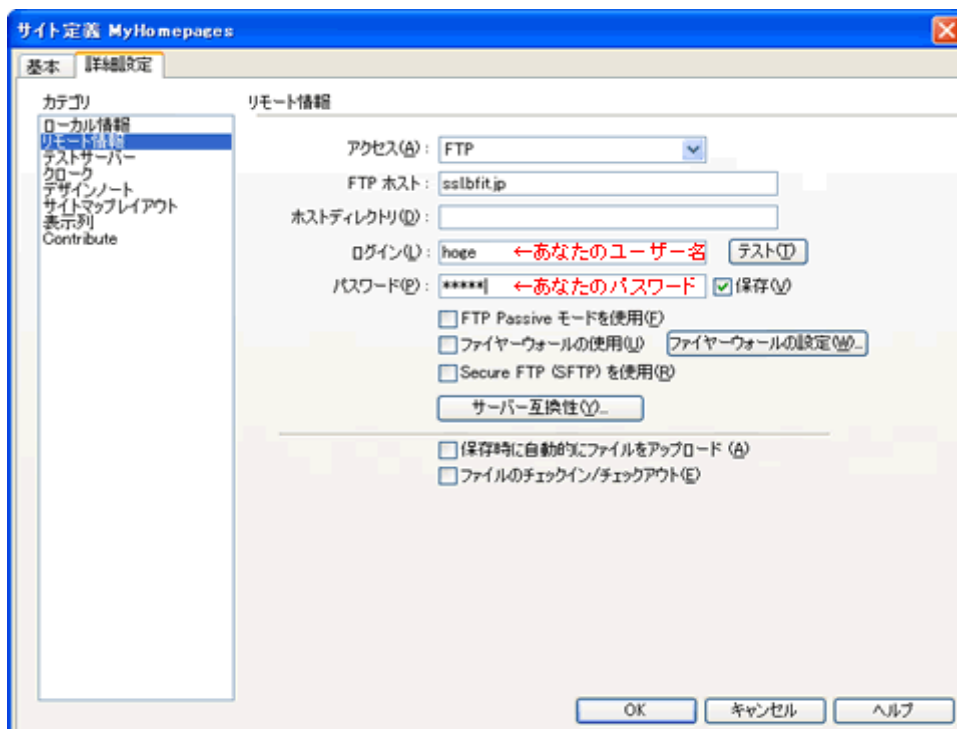 サイト定義 MyHomepages
基本 詳細設定
カテゴリ
ローカル情報
リモート情報
テストサーバー
クローク
デザインノート
サイトマップレイアウト
表示列
Contribute
リモート情報
アクセス(A): FTP
FTP ホスト: sslbfit.jp
ホストディレクトリ(D):
ログイン(L): hoge ←あなたのユーザー名 テスト(T)
パスワード(P): ***** ←あなたのパスワード 保存(V)
FTP Passive モードを使用(F)
ファイヤーウォールの使用(U) ファイヤーウォールの設定(W)...
Secure FTP (SFTP) を使用(R)
サーバー互換性(Y)...
保存時に自動的にファイルをアップロード (A)
ファイルのチェックイン/チェックアウト(E)
OK キャンセル ヘルプ